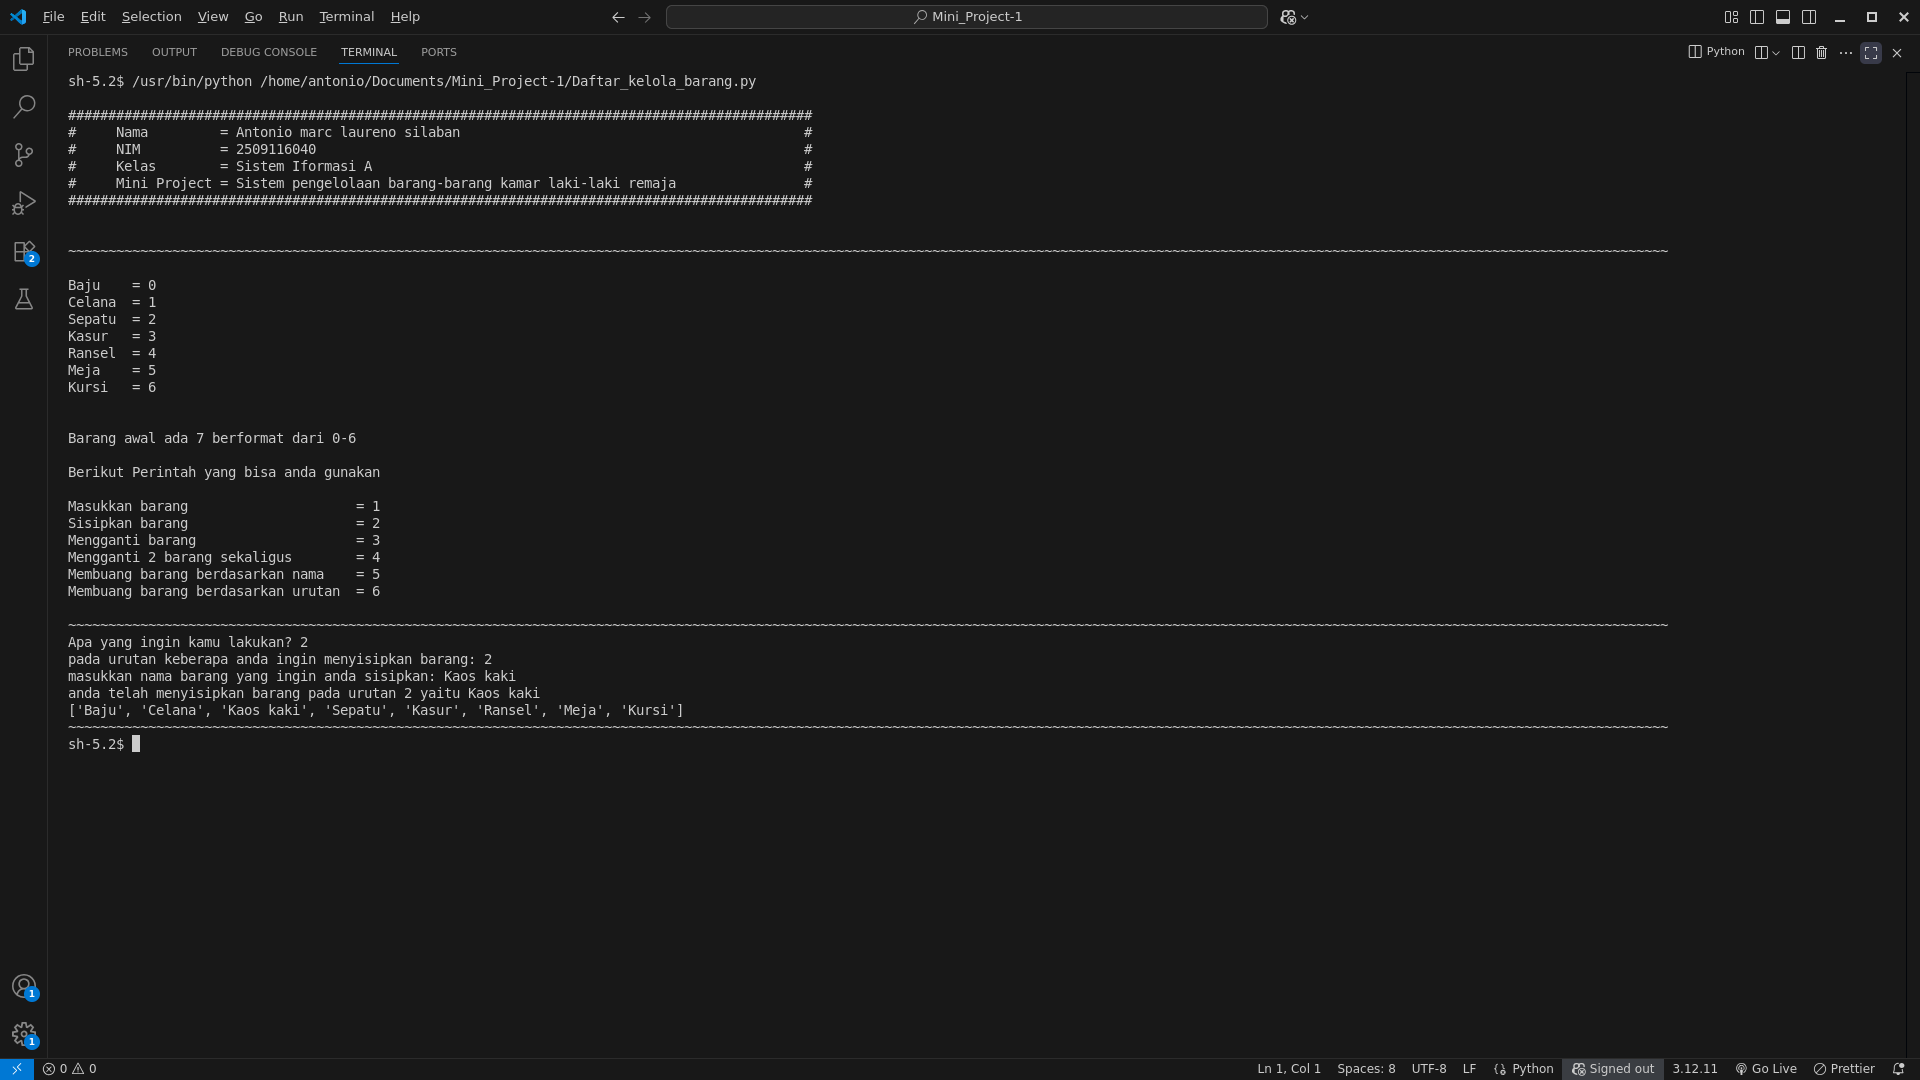 File Edit Selection View Go Run Terminal Help
Mini_Project-1
PROBLEMS OUTPUT DEBUG CONSOLE TERMINAL PORTS
Python
sh-5.2$ /usr/bin/python /home/antonio/Documents/Mini_Project-1/Daftar_kelola_barang.py
#############################################################################################
#     Nama         = Antonio marc laureno silaban                                           #
#     NIM          = 2509116040                                                             #
#     Kelas        = Sistem Iformasi A                                                      #
#     Mini Project = Sistem pengelolaan barang-barang kamar laki-laki remaja                #
#############################################################################################
~~~~~~~~~~~~~~~~~~~~~~~~~~~~~~~~~~~~~~~~~~~~~~~~~~~~~~~~~~~~~~~~~~~~~~~~~~~~~~~~~~~~~~~~~~~~~~~~~~~~~~~~~~~~~~~~~~~~~~~~~~~~~~~~~~~~~~~~~~~~~~~~~~~~~~~~~~~~~~~~~~~~~~~~~~~~~~~~~~~~~~~~~~~~~~~~~~~~
Baju    = 0
Celana  = 1
Sepatu  = 2
Kasur   = 3
Ransel  = 4
Meja    = 5
Kursi   = 6
Barang awal ada 7 berformat dari 0-6
Berikut Perintah yang bisa anda gunakan
Masukkan barang                     = 1
Sisipkan barang                     = 2
Mengganti barang                    = 3
Mengganti 2 barang sekaligus        = 4
Membuang barang berdasarkan nama    = 5
Membuang barang berdasarkan urutan  = 6
~~~~~~~~~~~~~~~~~~~~~~~~~~~~~~~~~~~~~~~~~~~~~~~~~~~~~~~~~~~~~~~~~~~~~~~~~~~~~~~~~~~~~~~~~~~~~~~~~~~~~~~~~~~~~~~~~~~~~~~~~~~~~~~~~~~~~~~~~~~~~~~~~~~~~~~~~~~~~~~~~~~~~~~~~~~~~~~~~~~~~~~~~~~~~~~~~~~~
Apa yang ingin kamu lakukan? 2
pada urutan keberapa anda ingin menyisipkan barang: 2
masukkan nama barang yang ingin anda sisipkan: Kaos kaki
anda telah menyisipkan barang pada urutan 2 yaitu Kaos kaki
['Baju', 'Celana', 'Kaos kaki', 'Sepatu', 'Kasur', 'Ransel', 'Meja', 'Kursi']
~~~~~~~~~~~~~~~~~~~~~~~~~~~~~~~~~~~~~~~~~~~~~~~~~~~~~~~~~~~~~~~~~~~~~~~~~~~~~~~~~~~~~~~~~~~~~~~~~~~~~~~~~~~~~~~~~~~~~~~~~~~~~~~~~~~~~~~~~~~~~~~~~~~~~~~~~~~~~~~~~~~~~~~~~~~~~~~~~~~~~~~~~~~~~~~~~~~~
sh-5.2$
2
1
1
0 0 Ln 1, Col 1 Spaces: 8 UTF-8 LF {} Python Signed out 3.12.11 Go Live Prettier